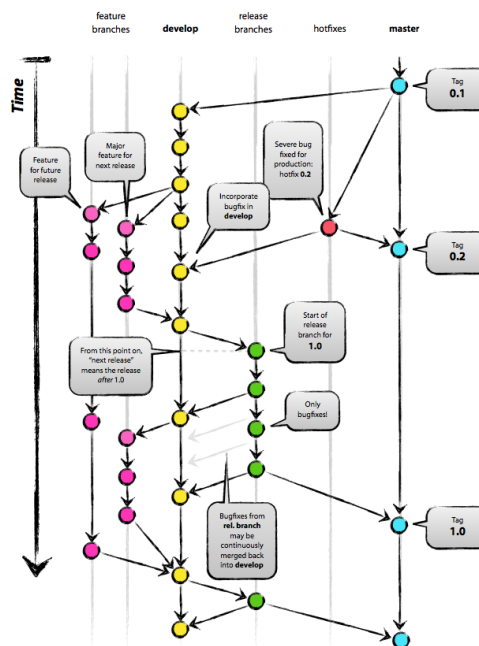 feature
branches
develop
release
branches
hotfixes
master
Time
Tag
0.1
Major
feature for
next release
Severe bug
fixed for
production:
hotfix 0.2
Feature
for future
release
Incorporate
bugfix in
develop
Tag
0.2
Start of
release
branch for
1.0
From this point on,
“next release”
means the release
after 1.0
Only
bugfixes!
Bugfixes from
rel. branch
may be
continuously
merged back
into develop
Tag
1.0